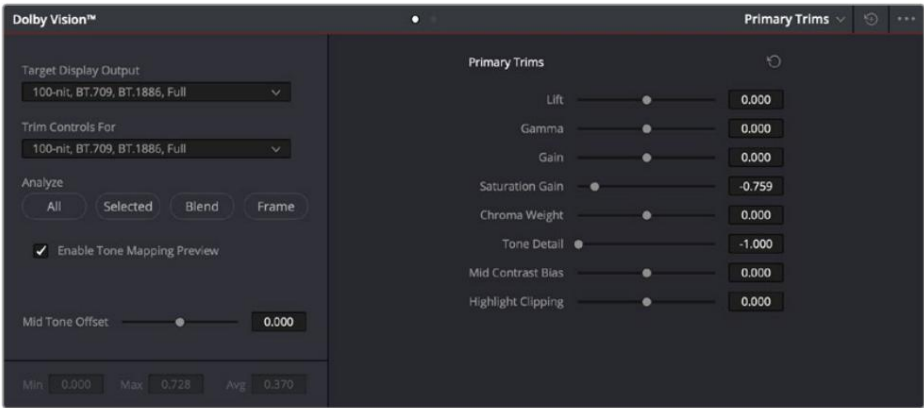 Dolby Vision™
Primary Trims
Target Display Output
100-nit, BT.709, BT.1886, Full
Trim Controls For
100-nit, BT.709, BT.1886, Full
Analyze
All Selected Blend Frame
Enable Tone Mapping Preview
Mid Tone Offset 0.000
Min 0.000 Max 0.728 Avg 0.370
Primary Trims
Lift 0.000
Gamma 0.000
Gain 0.000
Saturation Gain -0.759
Chroma Weight 0.000
Tone Detail -1.000
Mid Contrast Bias 0.000
Highlight Clipping 0.000